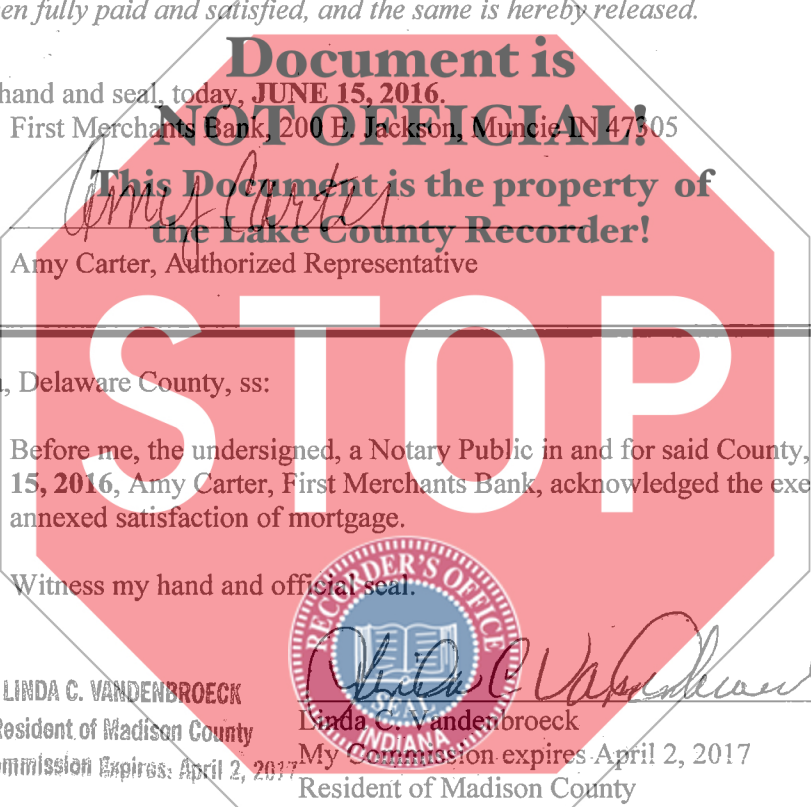 en fully paid and satisfied, and the same is hereby released.
Document is
hand and seal, today, JUNE 15, 2016.
NOT OFFICIAL!
First Merchants Bank, 200 E. Jackson, Muncie IN 47305
This Document is the property of
Amy Carter
the Lake County Recorder!
Amy Carter, Authorized Representative
STOP
, Delaware County, ss:
Before me, the undersigned, a Notary Public in and for said County,
15, 2016, Amy Carter, First Merchants Bank, acknowledged the exe
annexed satisfaction of mortgage.
Witness my hand and official seal.
RECORDER'S OFFICE
SEAL
INDIANA
Linda C Vandenbroeck
LINDA C. VANDENBROECK
Resident of Madison County
mmission Expires: April 2, 2017
Linda C. Vandenbroeck
My Commission expires April 2, 2017
Resident of Madison County